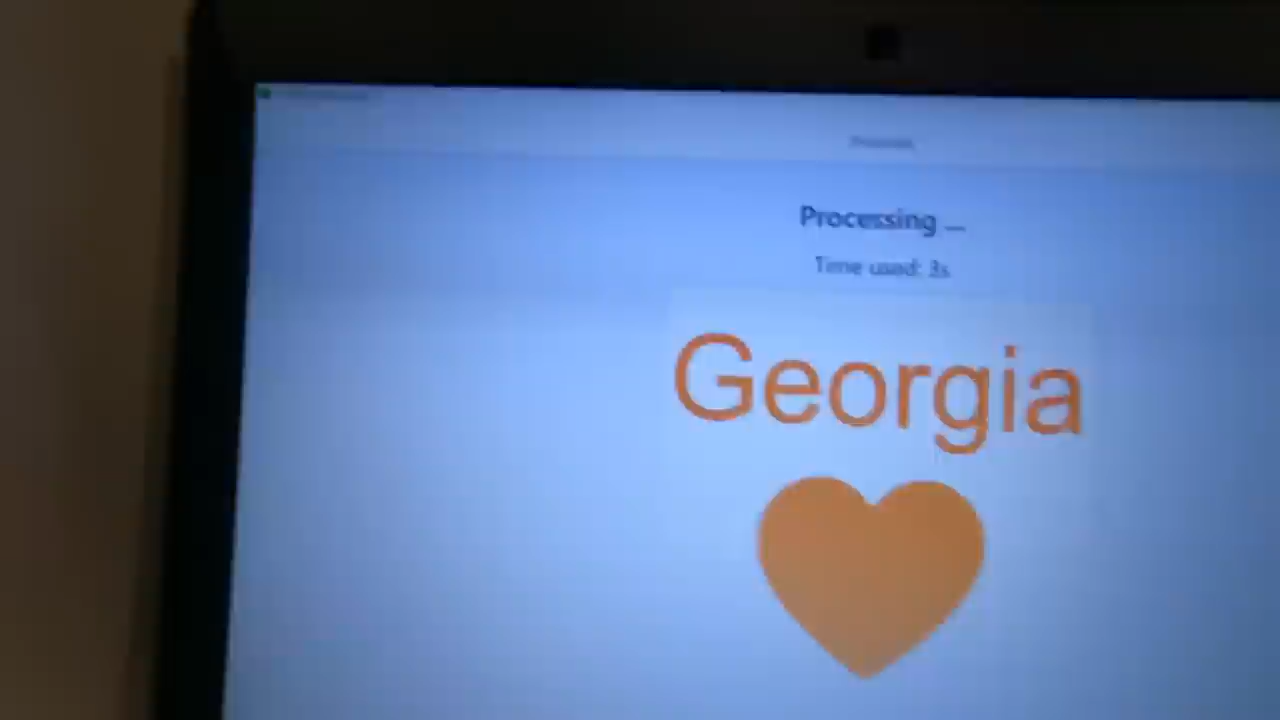 Processing ...
Time used: 3s
Georgia